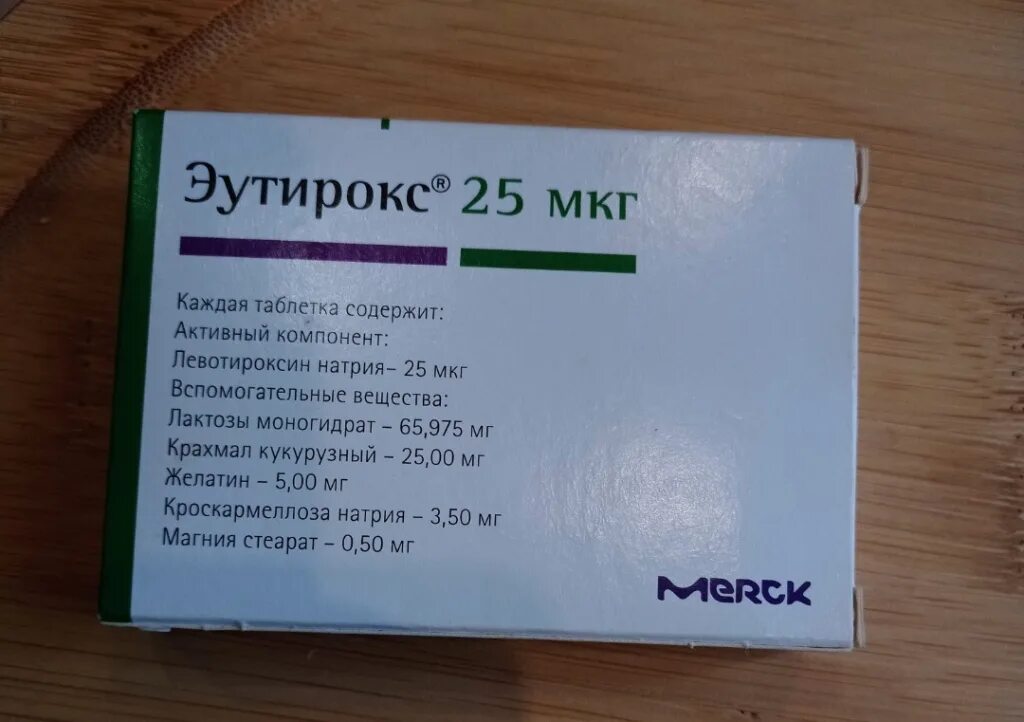 Эутирокс® 25 мкг
Каждая таблетка содержит:
Активный компонент:
Левотироксин натрия– 25 мкг
Вспомогательные вещества:
Лактозы моногидрат – 65,975 мг
Крахмал кукурузный – 25,00 мг
Желатин – 5,00 мг
Кроскармеллоза натрия – 3,50 мг
Магния стеарат – 0,50 мг
Merck